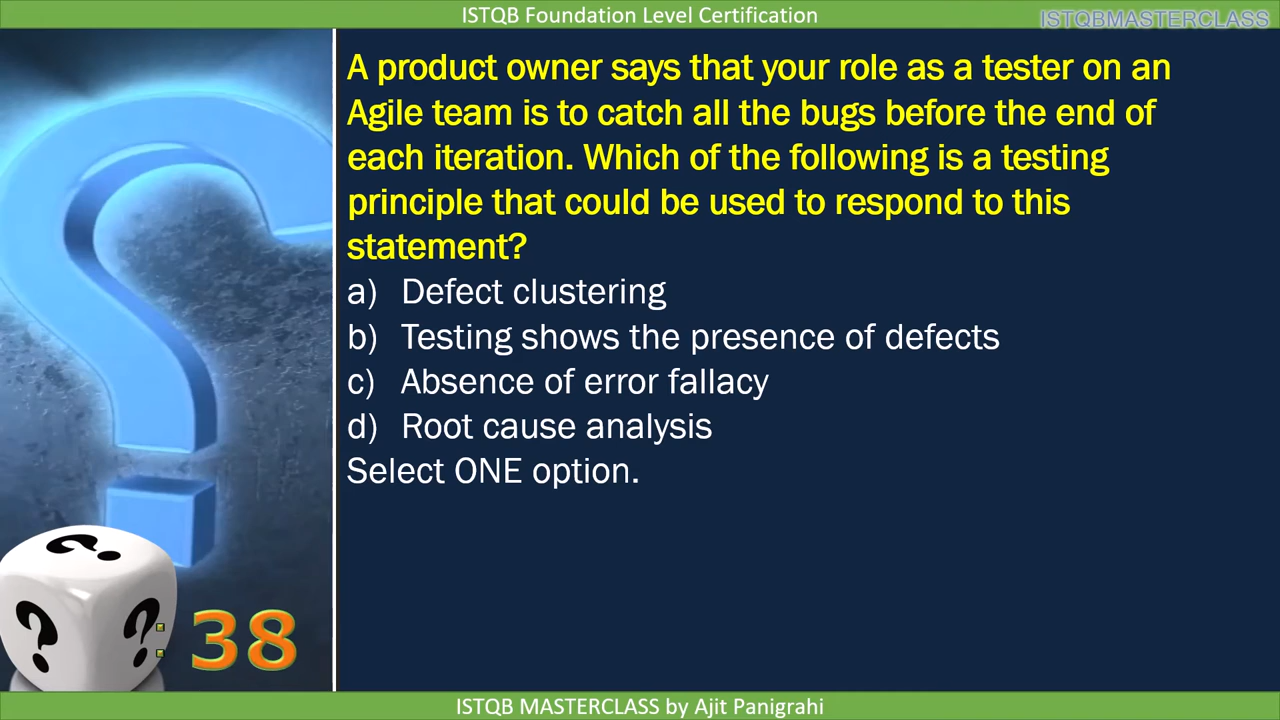 ISTQB Foundation Level Certification
ISTQBMASTERCLASS
A product owner says that your role as a tester on an
Agile team is to catch all the bugs before the end of
each iteration. Which of the following is a testing
principle that could be used to respond to this
statement?
a) Defect clustering
b) Testing shows the presence of defects
c) Absence of error fallacy
d) Root cause analysis
Select ONE option.
? ? ? : 38
ISTQB MASTERCLASS by Ajit Panigrahi